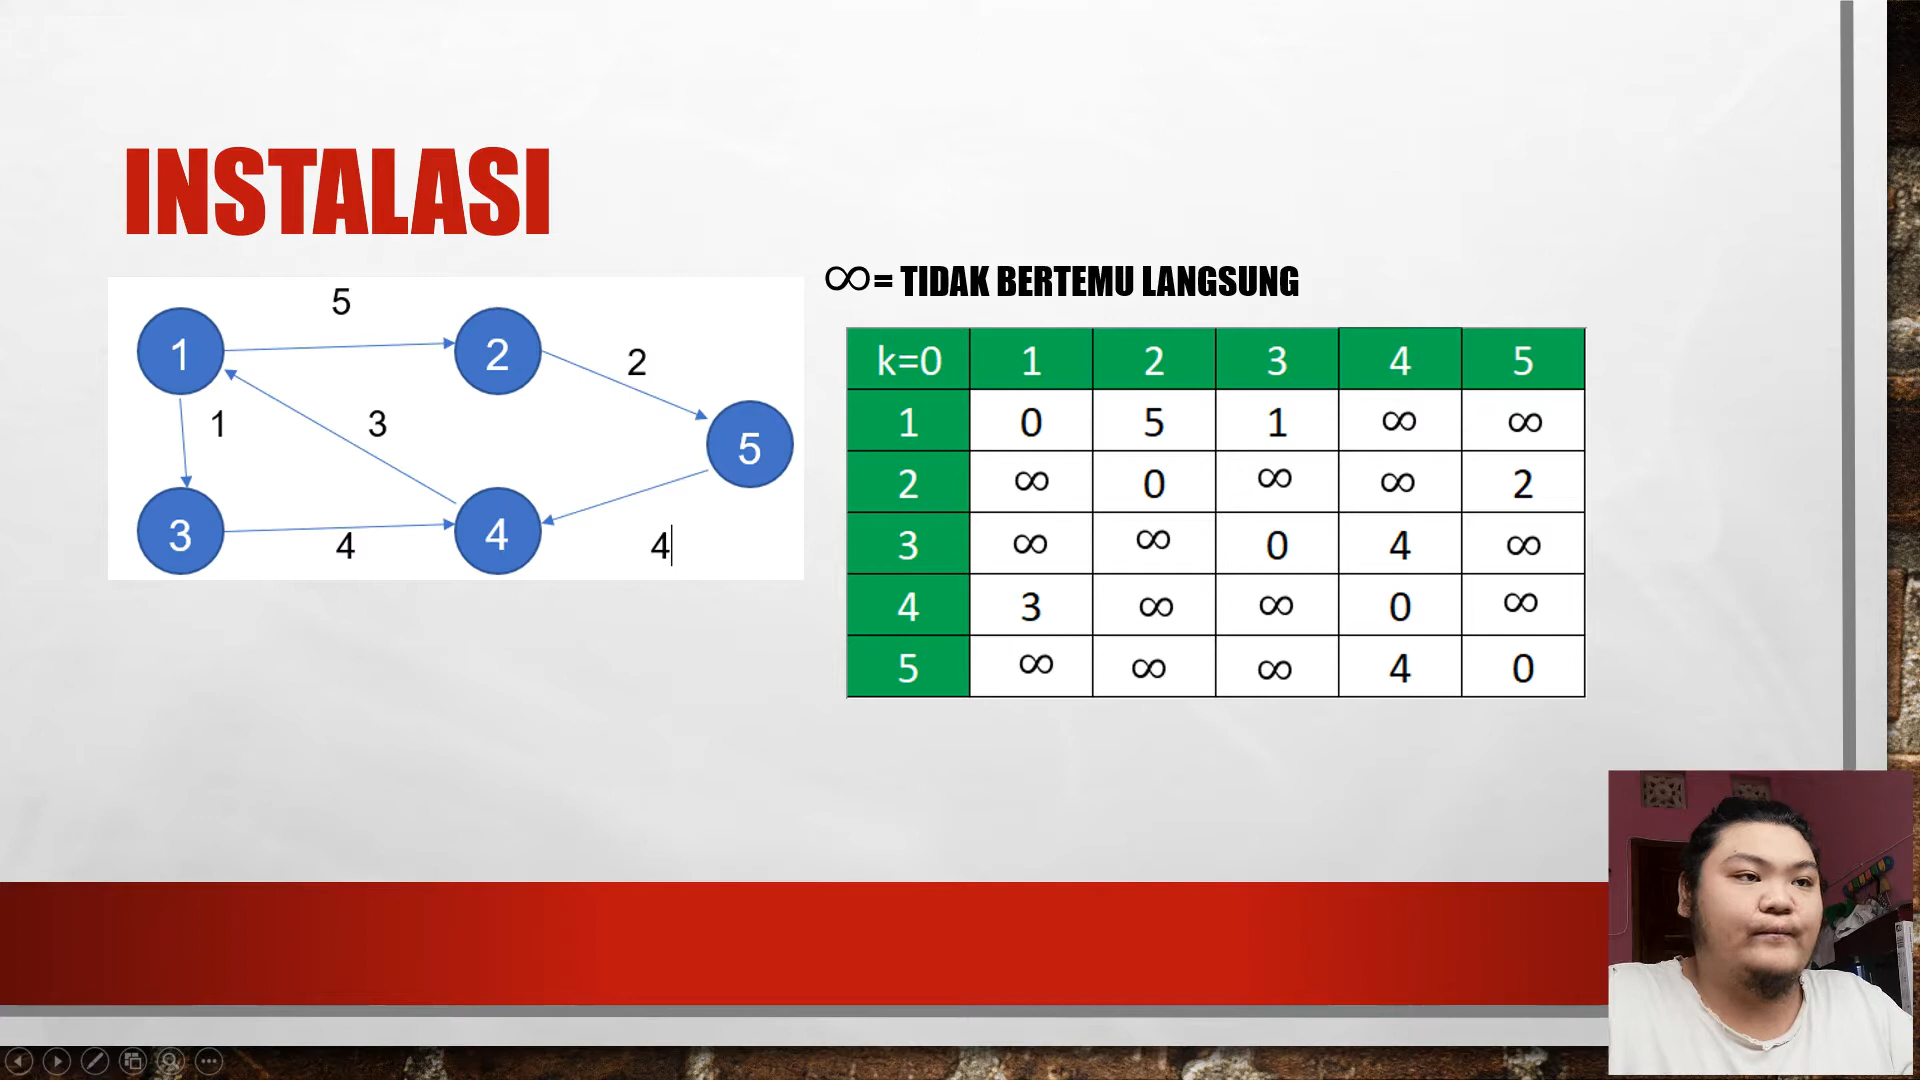 INSTALASI
∞= TIDAK BERTEMU LANGSUNG
5
1 2
2
1 3
5
3 4
4 4
k=0 1 2 3 4 5
1 0 5 1 ∞ ∞
2 ∞ 0 ∞ ∞ 2
3 ∞ ∞ 0 4 ∞
4 3 ∞ ∞ 0 ∞
5 ∞ ∞ ∞ 4 0